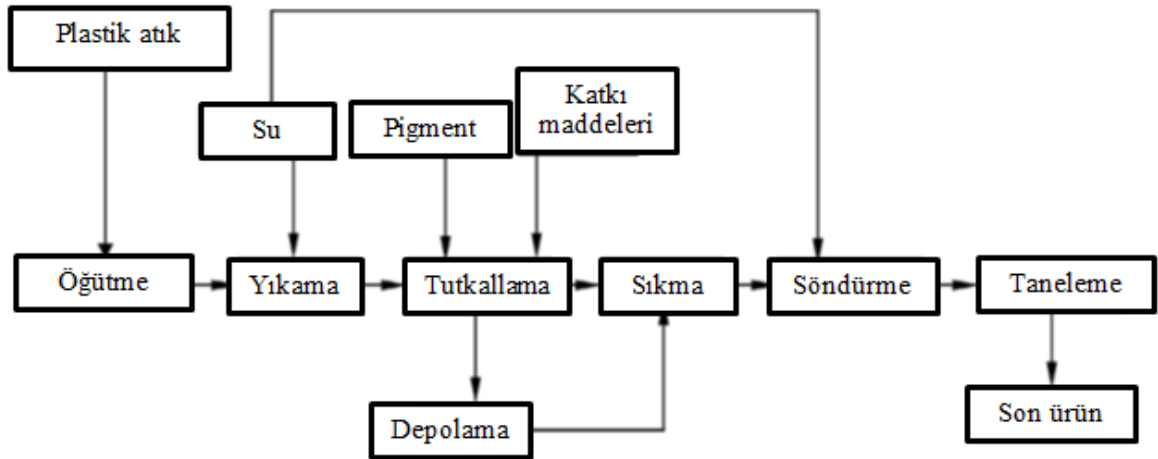 Plastik atık
Su
Pigment
Katkı
maddeleri
Öğütme
Yıkama
Tutkallama
Sıkma
Söndürme
Taneleme
Depolama
Son ürün